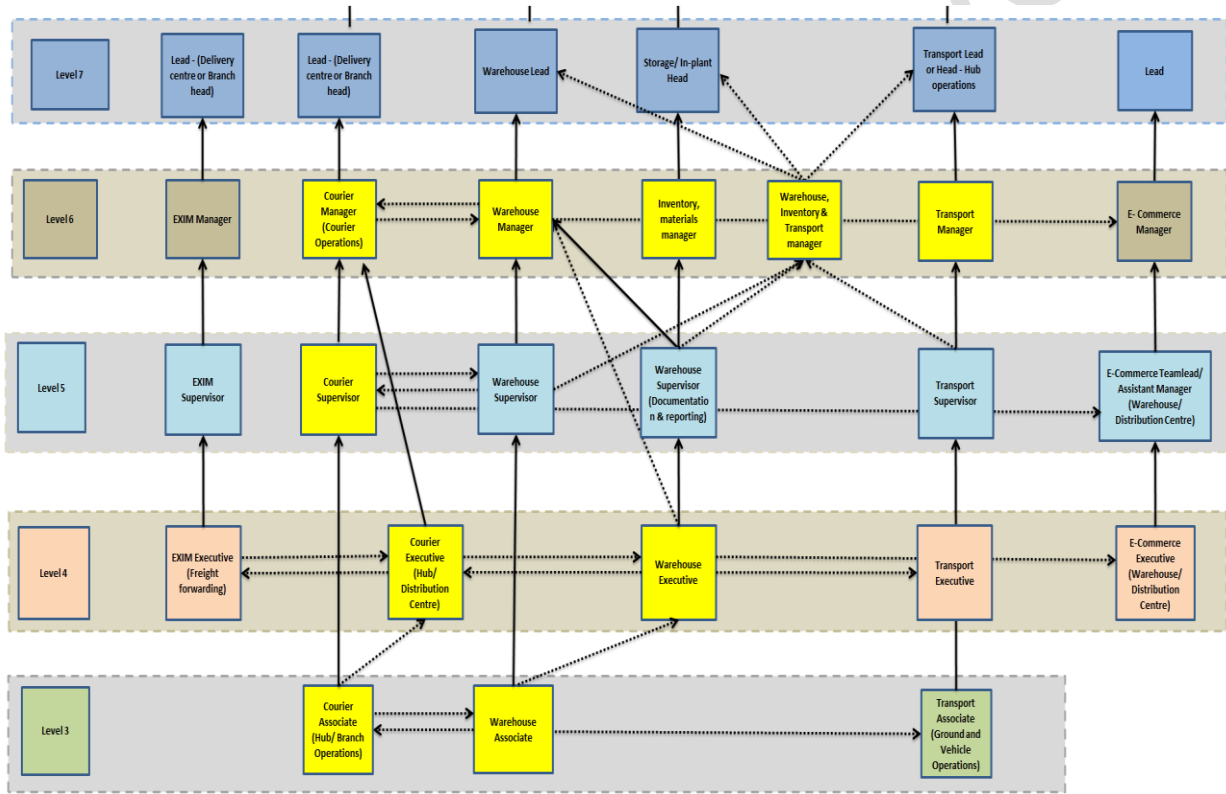 Level 7
Lead - (Delivery
centre or Branch
head)
Lead - (Delivery
centre or Branch
head)
Warehouse Lead
Storage/ In-plant
Head
Transport Lead
or Head - Hub
operations
Lead
Level 6
EXIM Manager
Courier
Manager
(Courier
Operations)
Warehouse
Manager
Inventory,
materials
manager
Warehouse,
Inventory &
Transport
manager
Transport
Manager
E- Commerce
Manager
Level 5
EXIM
Supervisor
Courier
Supervisor
Warehouse
Supervisor
Warehouse
Supervisor
(Documentatio
n & reporting)
Transport
Supervisor
E-Commerce Teamlead/
Assistant Manager
(Warehouse/
Distribution Centre)
Level 4
EXIM Executive
(Freight
forwarding)
Courier
Executive
(Hub/
Distribution
Centre)
Warehouse
Executive
Transport
Executive
E-Commerce
Executive
(Warehouse/
Distribution
Centre)
Level 3
Courier
Associate
(Hub/ Branch
Operations)
Warehouse
Associate
Transport
Associate
(Ground and
Vehicle
Operations)